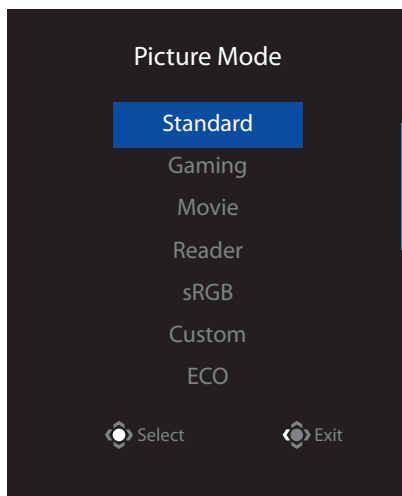 Picture Mode
Standard
Gaming
Movie
Reader
sRGB
Custom
ECO
Select Exit